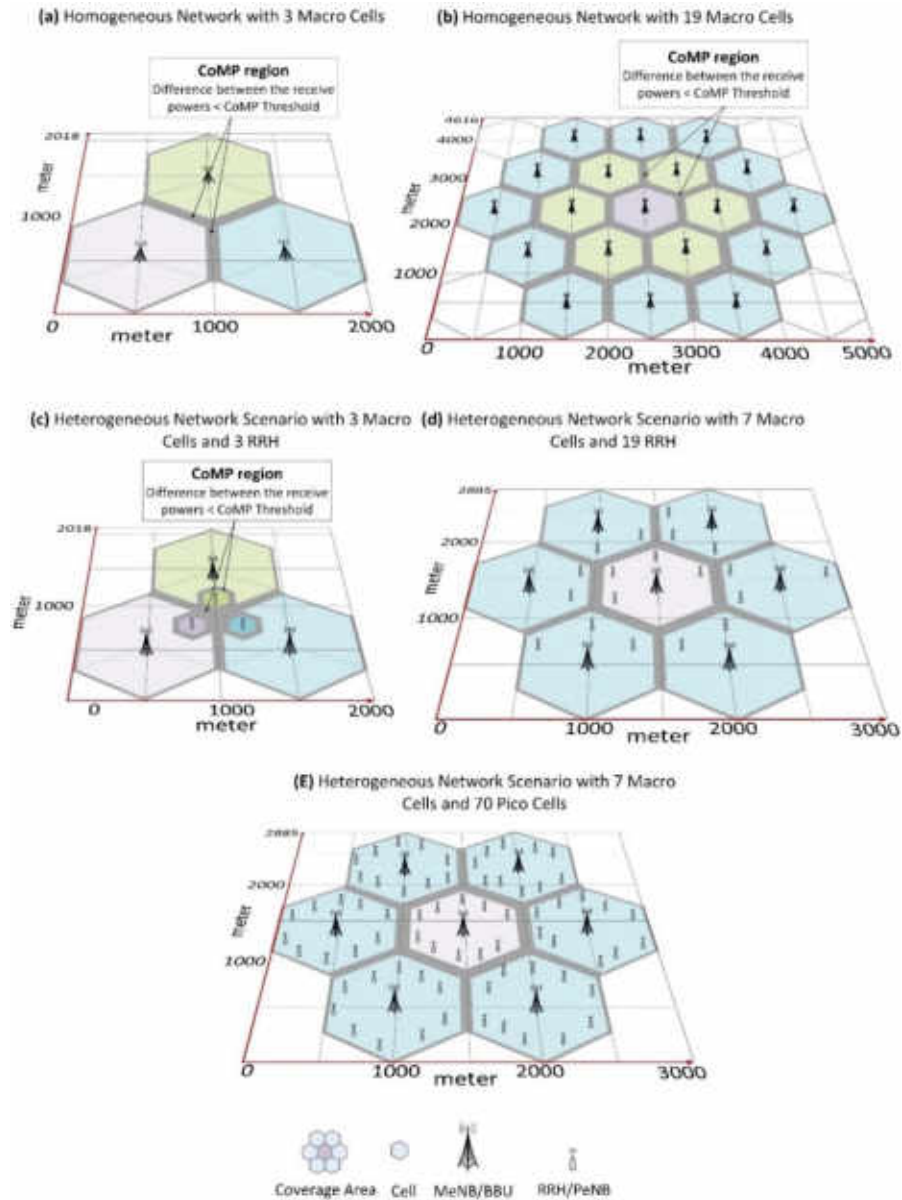 (a) Homogeneous Network with 3 Macro Cells
CoMP region
Difference between the receive
powers < CoMP Threshold
2018
1000
meter
0
1000
2000
meter
(b) Homogeneous Network with 19 Macro Cells
CoMP region
Difference between the receive
powers < CoMP Threshold
4616
4000
3000
2000
1000
meter
0
1000
2000
3000
4000
5000
meter
(c) Heterogeneous Network Scenario with 3 Macro
Cells and 3 RRH
CoMP region
Difference between the receive
powers < CoMP Threshold
2018
1000
meter
0
1000
2000
meter
(d) Heterogeneous Network Scenario with 7 Macro
Cells and 19 RRH
2885
2000
1000
meter
0
1000
2000
3000
meter
(E) Heterogeneous Network Scenario with 7 Macro
Cells and 70 Pico Cells
2885
2000
1000
meter
0
1000
2000
3000
meter
Coverage Area
Cell
MeNB/BBU
RRH/PeNB